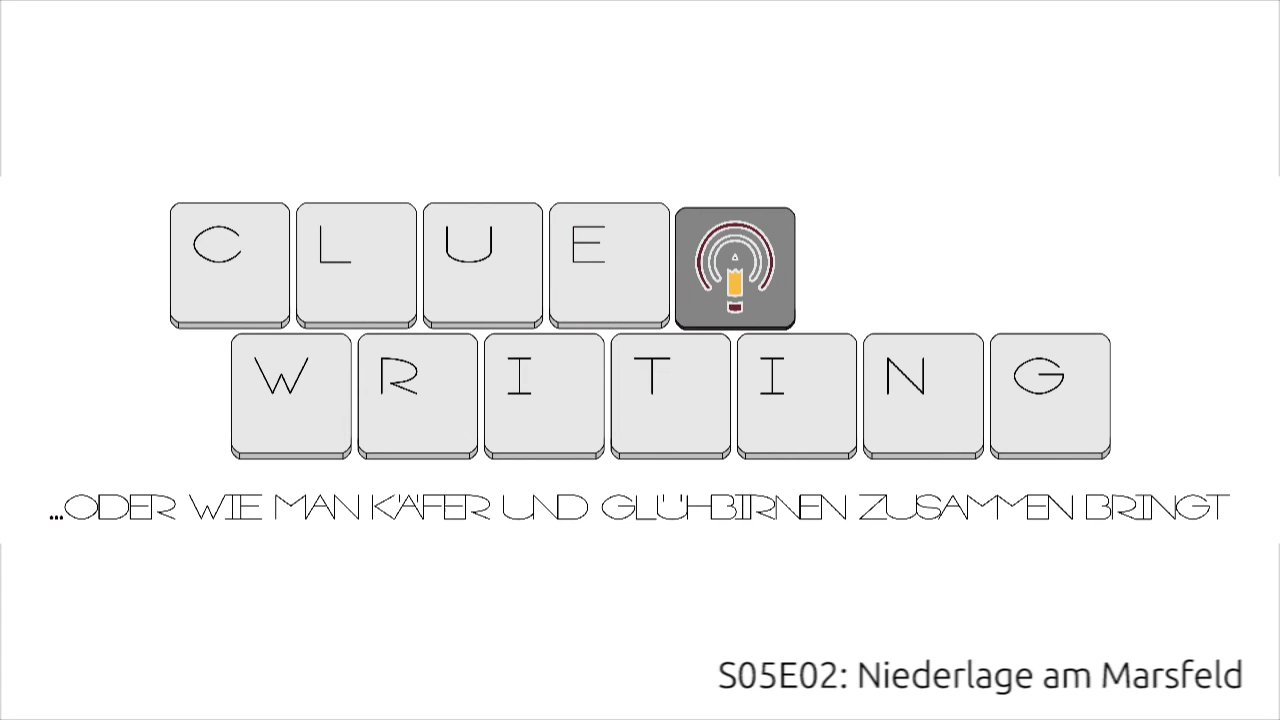 CLUE
WRITING
...ODER WIE MAN KÄFER UND GLÜHBIRNEN ZUSAMMEN BRINGT
S05E02: Niederlage am Marsfeld